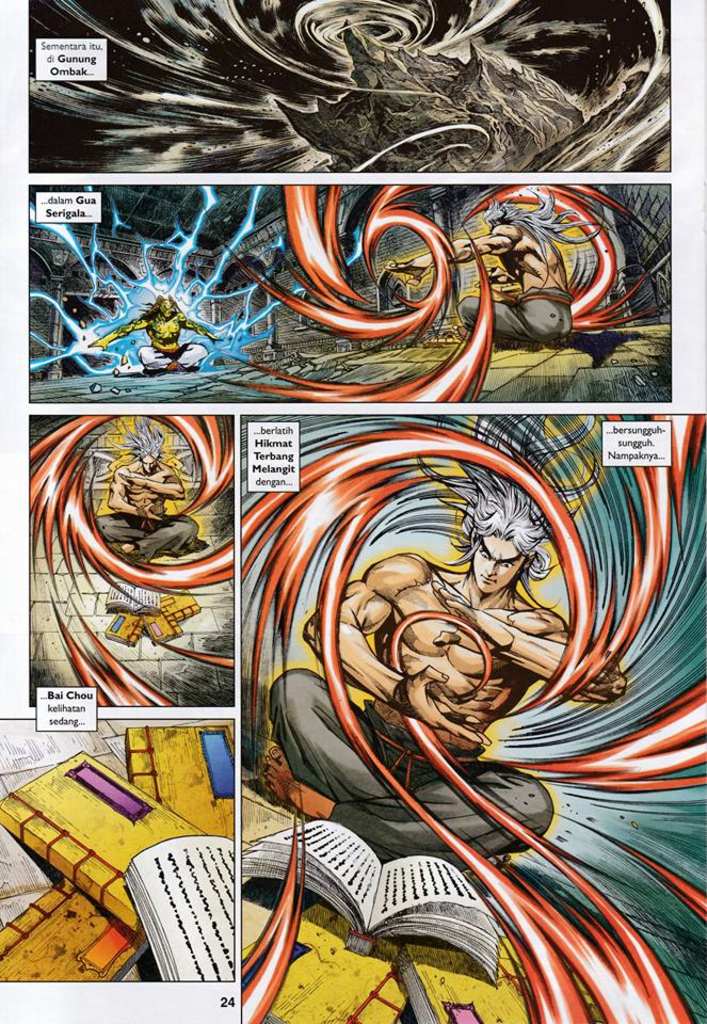 Sementara itu,
di Gunung
Ombak...
...dalam Gua
Serigala...
...Bai Chou
kelihatan
sedang...
...berlatih
Hikmat
Terbang
Melangit
dengan...
...bersungguh-
sungguh.
Nampaknya...
24